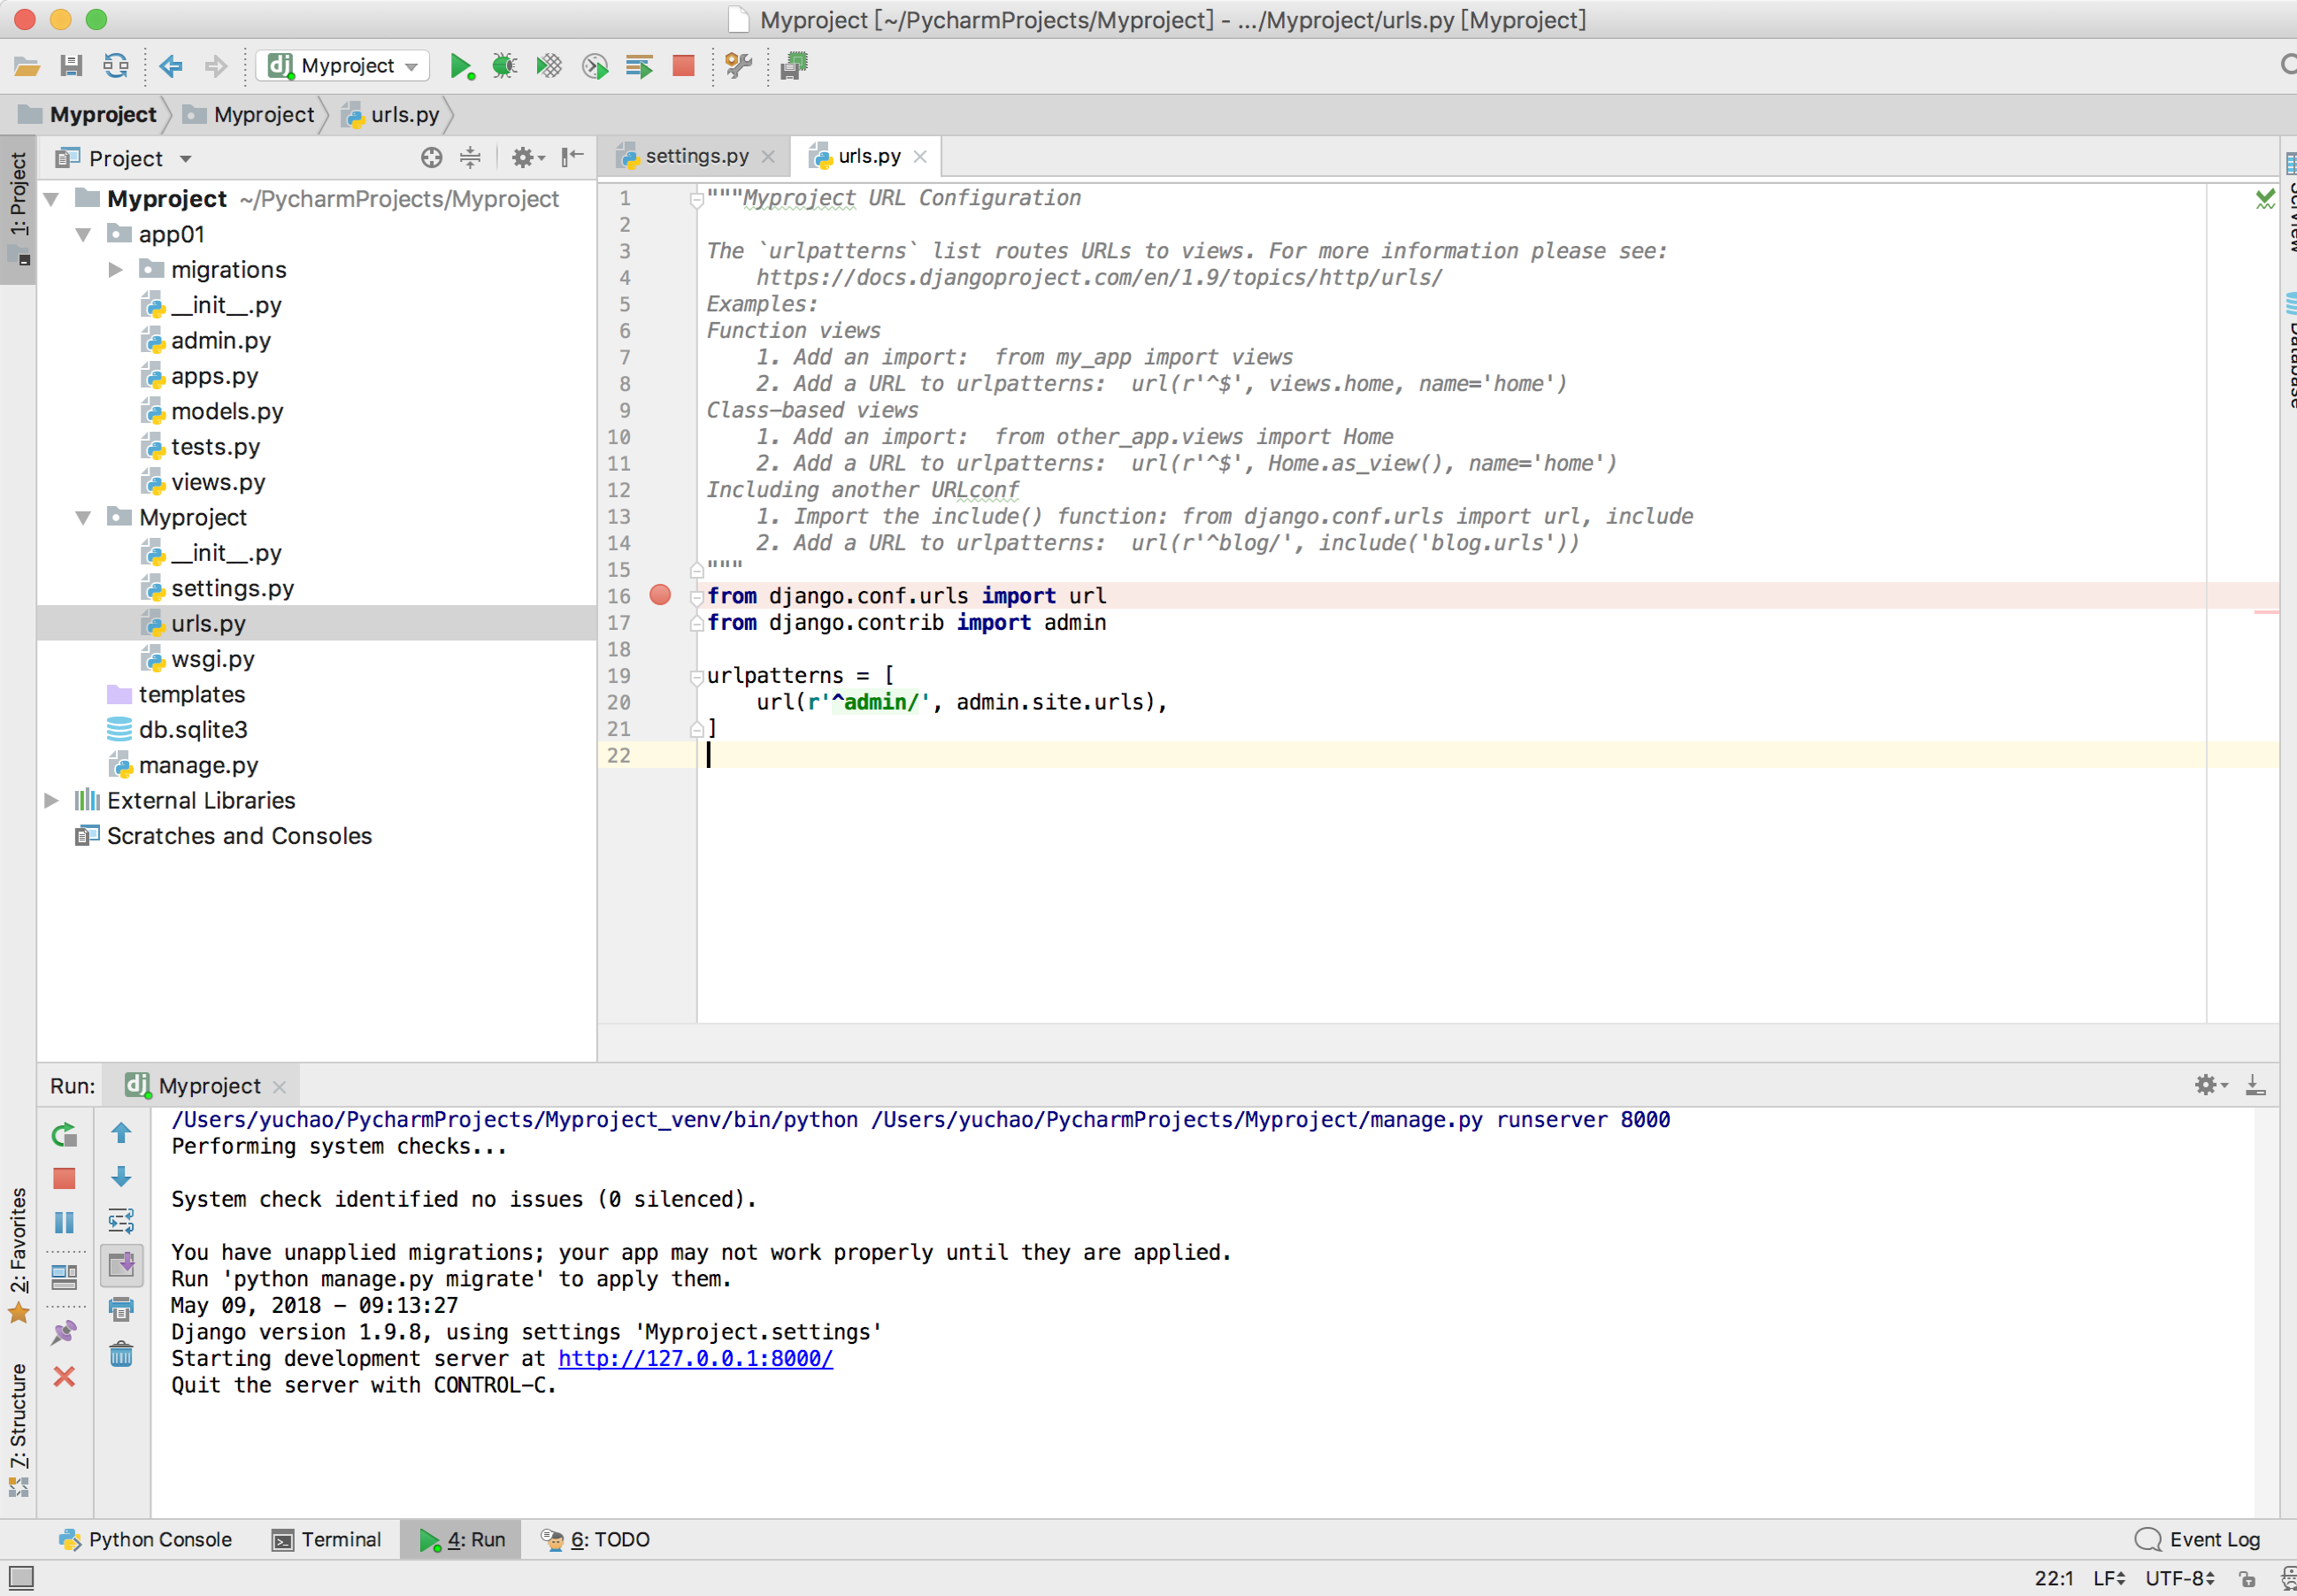 Myproject [~/PycharmProjects/Myproject] - .../Myproject/urls.py [Myproject]
dj Myproject
Myproject Myproject urls.py
1: Project
Project
Myproject ~/PycharmProjects/Myproject
app01
migrations
__init__.py
admin.py
apps.py
models.py
tests.py
views.py
Myproject
__init__.py
settings.py
urls.py
wsgi.py
templates
db.sqlite3
manage.py
External Libraries
Scratches and Consoles
settings.py urls.py
1 """Myproject URL Configuration
2
3 The `urlpatterns` list routes URLs to views. For more information please see:
4     https://docs.djangoproject.com/en/1.9/topics/http/urls/
5 Examples:
6 Function views
7     1. Add an import:  from my_app import views
8     2. Add a URL to urlpatterns:  url(r'^$', views.home, name='home')
9 Class-based views
10     1. Add an import:  from other_app.views import Home
11     2. Add a URL to urlpatterns:  url(r'^$', Home.as_view(), name='home')
12 Including another URLconf
13     1. Import the include() function: from django.conf.urls import url, include
14     2. Add a URL to urlpatterns:  url(r'^blog/', include('blog.urls'))
15 """
16 from django.conf.urls import url
17 from django.contrib import admin
18
19 urlpatterns = [
20     url(r'^admin/', admin.site.urls),
21 ]
22
Database
Run: dj Myproject
/Users/yuchao/PycharmProjects/Myproject_venv/bin/python /Users/yuchao/PycharmProjects/Myproject/manage.py runserver 8000
Performing system checks...
System check identified no issues (0 silenced).
You have unapplied migrations; your app may not work properly until they are applied.
Run 'python manage.py migrate' to apply them.
May 09, 2018 - 09:13:27
Django version 1.9.8, using settings 'Myproject.settings'
Starting development server at http://127.0.0.1:8000/
Quit the server with CONTROL-C.
2: Favorites
7: Structure
Python Console Terminal 4: Run 6: TODO Event Log
22:1 LF UTF-8